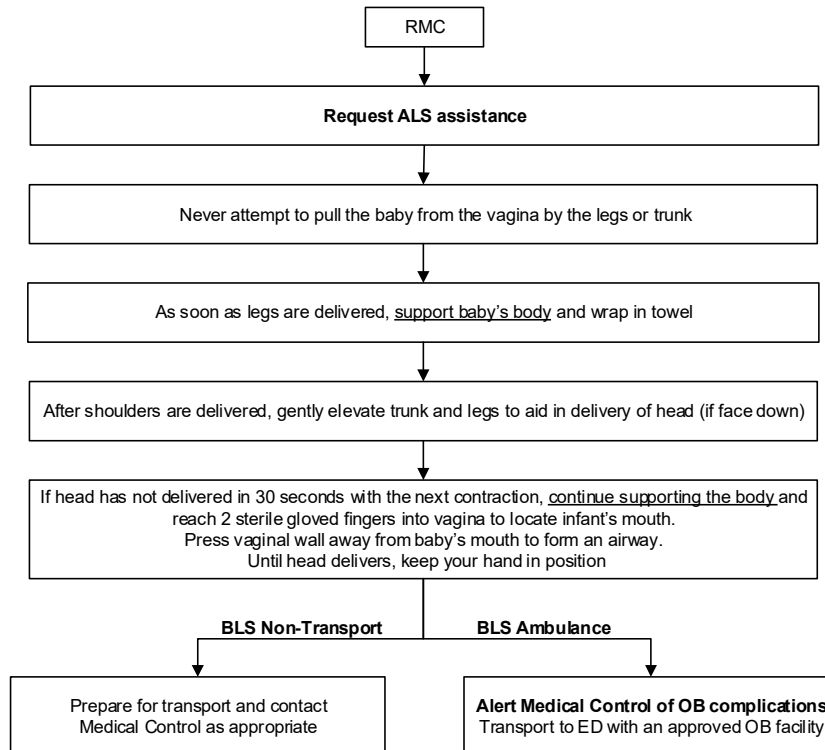 RMC
Request ALS assistance
Never attempt to pull the baby from the vagina by the legs or trunk
As soon as legs are delivered, support baby’s body and wrap in towel
After shoulders are delivered, gently elevate trunk and legs to aid in delivery of head (if face down)
If head has not delivered in 30 seconds with the next contraction, continue supporting the body and
reach 2 sterile gloved fingers into vagina to locate infant’s mouth.
Press vaginal wall away from baby’s mouth to form an airway.
Until head delivers, keep your hand in position
BLS Non-Transport
BLS Ambulance
Prepare for transport and contact
Medical Control as appropriate
Alert Medical Control of OB complications
Transport to ED with an approved OB facility